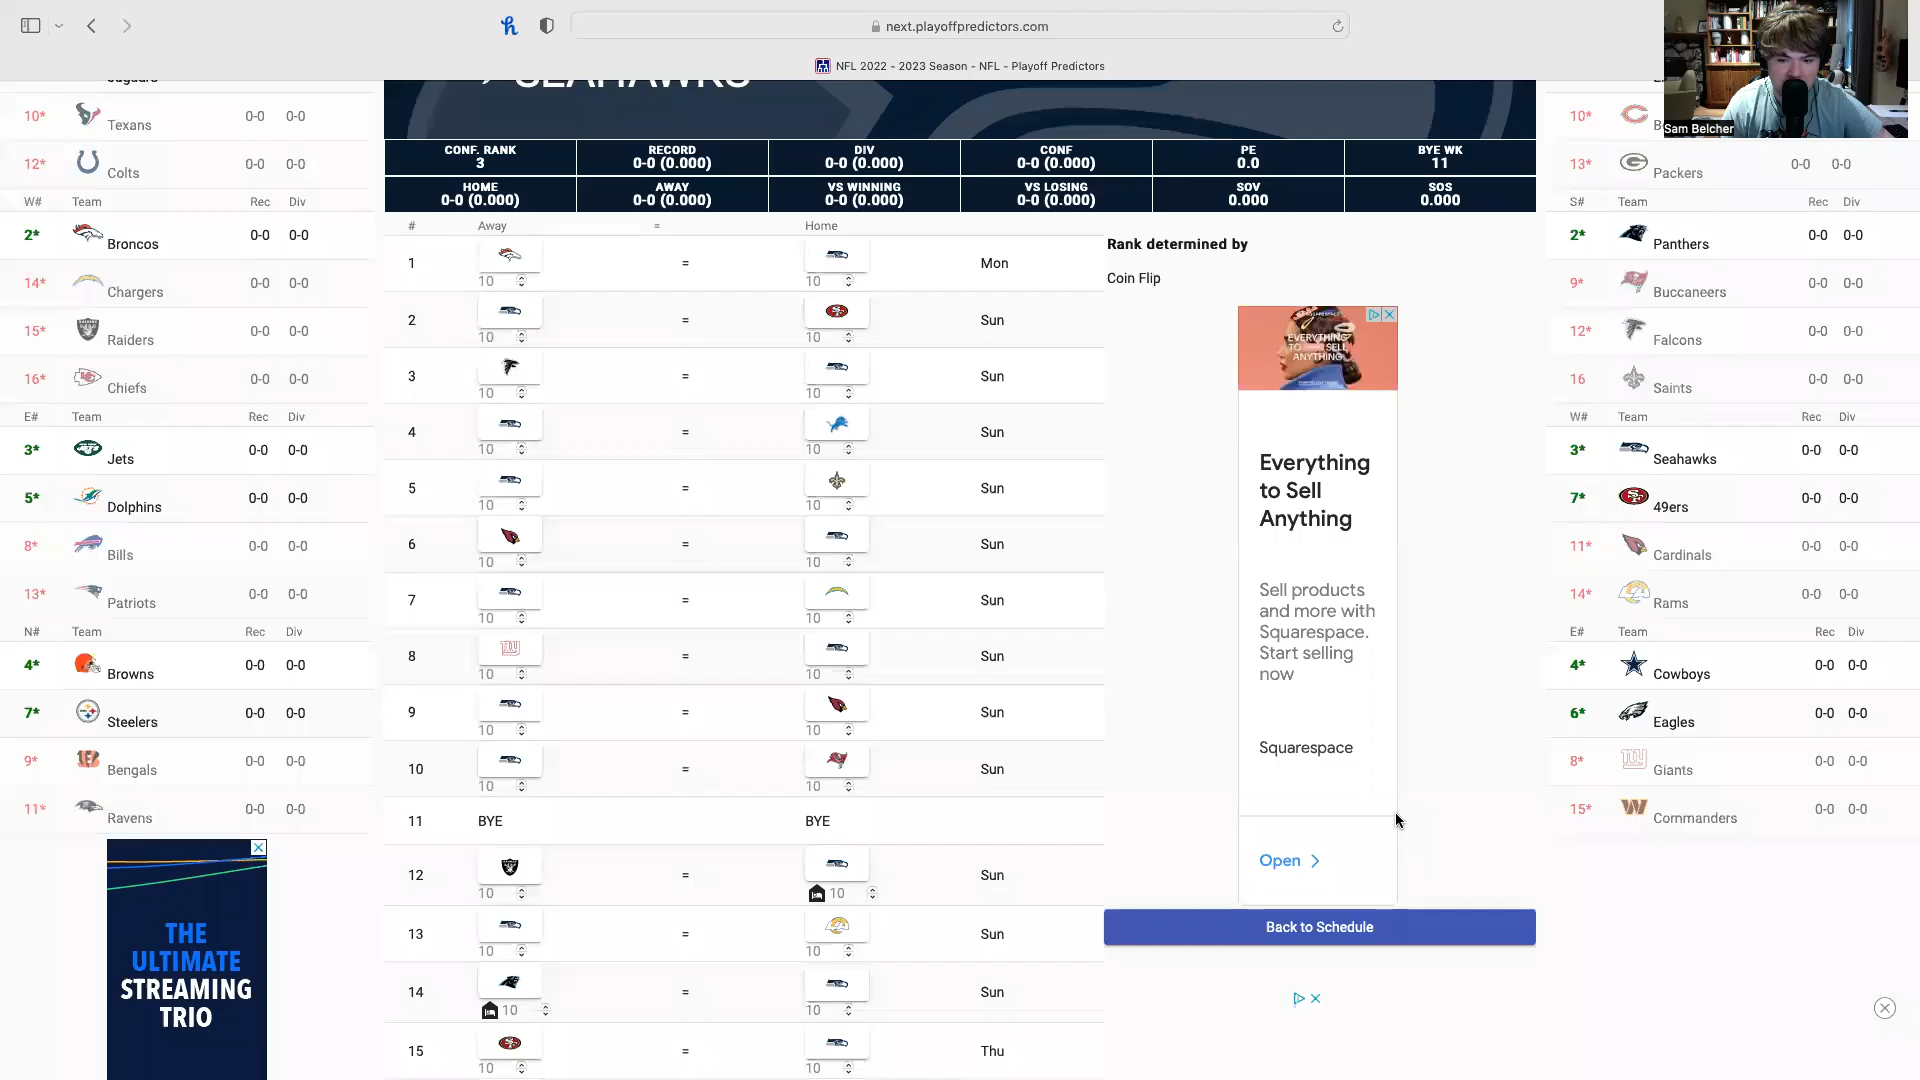 next.playoffpredictors.com
NFL 2022 - 2023 Season - NFL - Playoff Predictors
Sam Belcher
Jaguars
10* Texans 0-0 0-0
12* Colts 0-0 0-0
W# Team Rec Div
2* Broncos 0-0 0-0
14* Chargers 0-0 0-0
15* Raiders 0-0 0-0
16* Chiefs 0-0 0-0
E# Team Rec Div
3* Jets 0-0 0-0
5* Dolphins 0-0 0-0
8* Bills 0-0 0-0
13* Patriots 0-0 0-0
N# Team Rec Div
4* Browns 0-0 0-0
7* Steelers 0-0 0-0
9* Bengals 0-0 0-0
11* Ravens 0-0 0-0
THE
ULTIMATE
STREAMING
TRIO
SEAHAWKS
CONF. RANK RECORD DIV CONF PE BYE WK
3 0-0 (0.000) 0-0 (0.000) 0-0 (0.000) 0.0 11
HOME AWAY VS WINNING VS LOSING SOV SOS
0-0 (0.000) 0-0 (0.000) 0-0 (0.000) 0-0 (0.000) 0.000 0.000
# Away = Home
1 = Mon
10 10
2 = Sun
10 10
3 = Sun
10 10
4 = Sun
10 10
5 = Sun
10 10
6 = Sun
10 10
7 = Sun
10 10
8 = Sun
10 10
9 = Sun
10 10
10 = Sun
10 10
11 BYE BYE
12 = Sun
10 10
13 = Sun
10 10
14 = Sun
10 10
15 = Thu
10 10
Rank determined by
Coin Flip
EVERYTHING
TO SELL
ANYTHING
Everything
to Sell
Anything
Sell products
and more with
Squarespace.
Start selling
now
Squarespace
Open
Back to Schedule
10* B
13* Packers 0-0 0-0
S# Team Rec Div
2* Panthers 0-0 0-0
9* Buccaneers 0-0 0-0
12* Falcons 0-0 0-0
16 Saints 0-0 0-0
W# Team Rec Div
3* Seahawks 0-0 0-0
7* 49ers 0-0 0-0
11* Cardinals 0-0 0-0
14* Rams 0-0 0-0
E# Team Rec Div
4* Cowboys 0-0 0-0
6* Eagles 0-0 0-0
8* Giants 0-0 0-0
15* Commanders 0-0 0-0